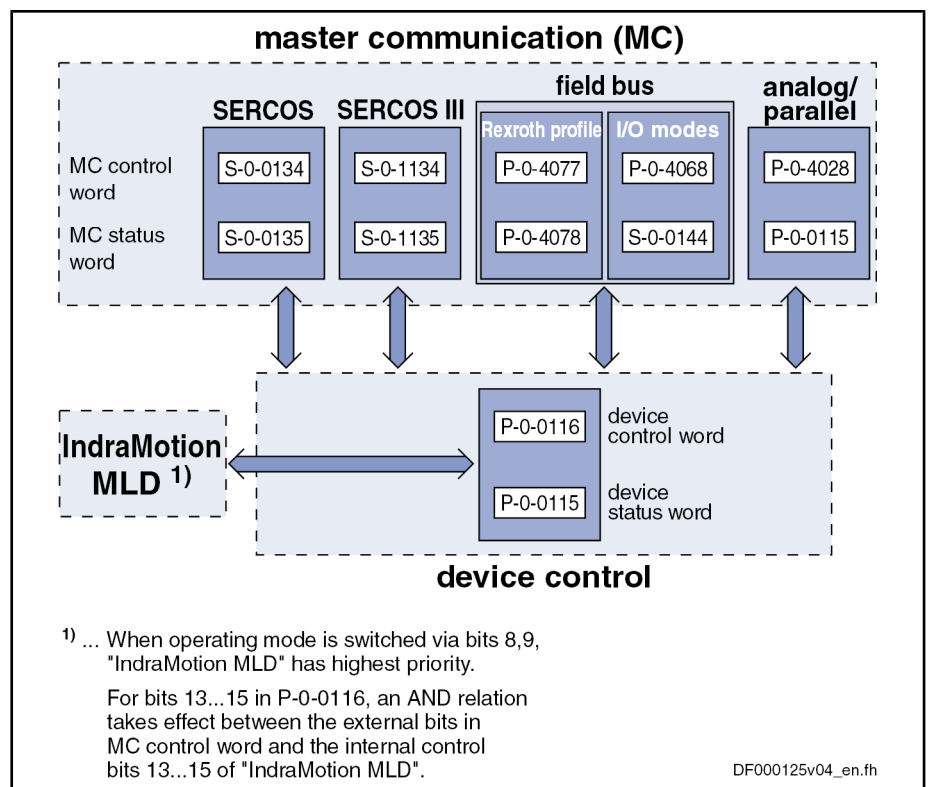 master communication (MC)
field bus
analog/
parallel
SERCOS
SERCOS III
Rexroth profile
I/O modes
MC control
word
S-0-0134
S-0-1134
P-0-4077
P-0-4068
P-0-4028
MC status
word
S-0-0135
S-0-1135
P-0-4078
S-0-0144
P-0-0115
IndraMotion
MLD 1)
P-0-0116
device
control word
P-0-0115
device
status word
device control
1) ... When operating mode is switched via bits 8,9,
"IndraMotion MLD" has highest priority.
For bits 13...15 in P-0-0116, an AND relation
takes effect between the external bits in
MC control word and the internal control
bits 13...15 of "IndraMotion MLD".
DF000125v04_en.fh